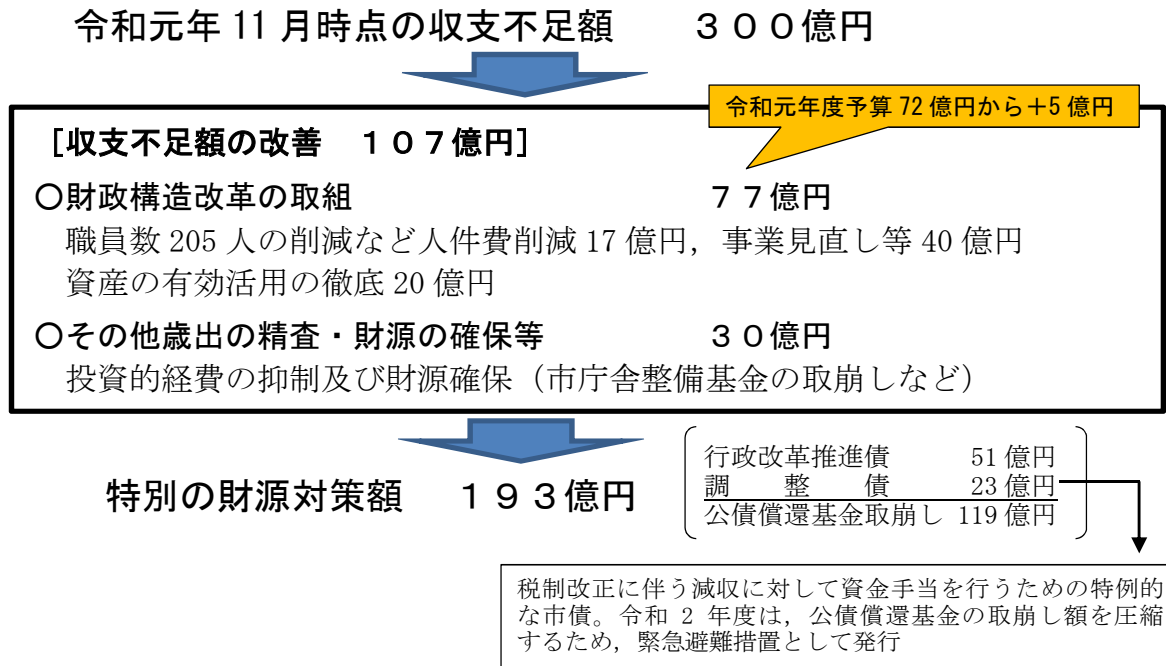 令和元年 11 月時点の収支不足額　　３００億円
令和元年度予算 72 億円から＋5 億円
［収支不足額の改善　１０７億円］
〇財政構造改革の取組　　７７億円
職員数 205 人の削減など人件費削減 17 億円，事業見直し等 40 億円
資産の有効活用の徹底 20 億円
〇その他歳出の精査・財源の確保等　　３０億円
投資的経費の抑制及び財源確保（市庁舎整備基金の取崩しなど）
特別の財源対策額　　１９３億円
行政改革推進債　　51 億円
調　整　債　　23 億円
公債償還基金取崩し 119 億円
税制改正に伴う減収に対して資金手当を行うための特例的
な市債。令和 2 年度は，公債償還基金の取崩し額を圧縮
するため，緊急避難措置として発行